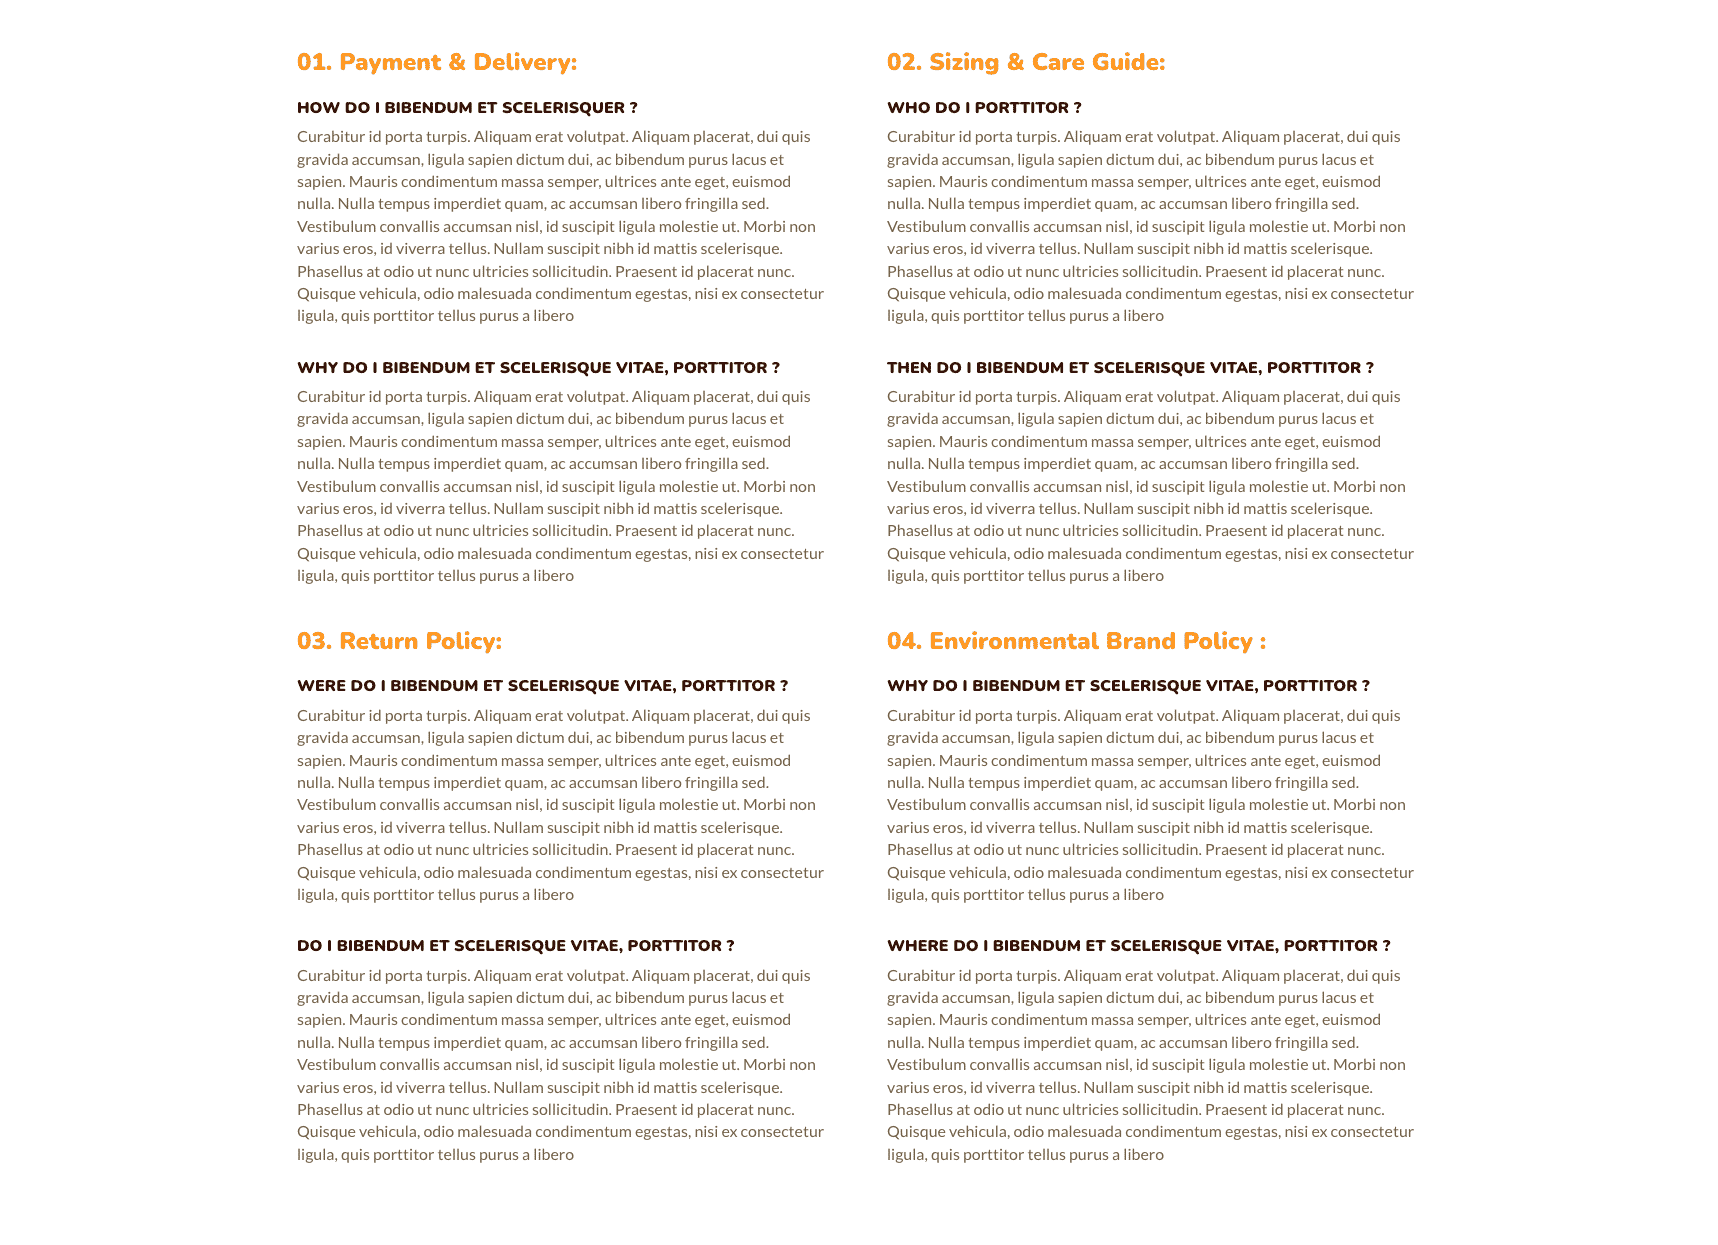 01. Payment & Delivery:
HOW DO I BIBENDUM ET SCELERISQUER ?
Curabitur id porta turpis. Aliquam erat volutpat. Aliquam placerat, dui quis
gravida accumsan, ligula sapien dictum dui, ac bibendum purus lacus et
sapien. Mauris condimentum massa semper, ultrices ante eget, euismod
nulla. Nulla tempus imperdiet quam, ac accumsan libero fringilla sed.
Vestibulum convallis accumsan nisl, id suscipit ligula molestie ut. Morbi non
varius eros, id viverra tellus. Nullam suscipit nibh id mattis scelerisque.
Phasellus at odio ut nunc ultricies sollicitudin. Praesent id placerat nunc.
Quisque vehicula, odio malesuada condimentum egestas, nisi ex consectetur
ligula, quis porttitor tellus purus a libero
WHY DO I BIBENDUM ET SCELERISQUE VITAE, PORTTITOR ?
Curabitur id porta turpis. Aliquam erat volutpat. Aliquam placerat, dui quis
gravida accumsan, ligula sapien dictum dui, ac bibendum purus lacus et
sapien. Mauris condimentum massa semper, ultrices ante eget, euismod
nulla. Nulla tempus imperdiet quam, ac accumsan libero fringilla sed.
Vestibulum convallis accumsan nisl, id suscipit ligula molestie ut. Morbi non
varius eros, id viverra tellus. Nullam suscipit nibh id mattis scelerisque.
Phasellus at odio ut nunc ultricies sollicitudin. Praesent id placerat nunc.
Quisque vehicula, odio malesuada condimentum egestas, nisi ex consectetur
ligula, quis porttitor tellus purus a libero
02. Sizing & Care Guide:
WHO DO I PORTTITOR ?
Curabitur id porta turpis. Aliquam erat volutpat. Aliquam placerat, dui quis
gravida accumsan, ligula sapien dictum dui, ac bibendum purus lacus et
sapien. Mauris condimentum massa semper, ultrices ante eget, euismod
nulla. Nulla tempus imperdiet quam, ac accumsan libero fringilla sed.
Vestibulum convallis accumsan nisl, id suscipit ligula molestie ut. Morbi non
varius eros, id viverra tellus. Nullam suscipit nibh id mattis scelerisque.
Phasellus at odio ut nunc ultricies sollicitudin. Praesent id placerat nunc.
Quisque vehicula, odio malesuada condimentum egestas, nisi ex consectetur
ligula, quis porttitor tellus purus a libero
THEN DO I BIBENDUM ET SCELERISQUE VITAE, PORTTITOR ?
Curabitur id porta turpis. Aliquam erat volutpat. Aliquam placerat, dui quis
gravida accumsan, ligula sapien dictum dui, ac bibendum purus lacus et
sapien. Mauris condimentum massa semper, ultrices ante eget, euismod
nulla. Nulla tempus imperdiet quam, ac accumsan libero fringilla sed.
Vestibulum convallis accumsan nisl, id suscipit ligula molestie ut. Morbi non
varius eros, id viverra tellus. Nullam suscipit nibh id mattis scelerisque.
Phasellus at odio ut nunc ultricies sollicitudin. Praesent id placerat nunc.
Quisque vehicula, odio malesuada condimentum egestas, nisi ex consectetur
ligula, quis porttitor tellus purus a libero
03. Return Policy:
WERE DO I BIBENDUM ET SCELERISQUE VITAE, PORTTITOR ?
Curabitur id porta turpis. Aliquam erat volutpat. Aliquam placerat, dui quis
gravida accumsan, ligula sapien dictum dui, ac bibendum purus lacus et
sapien. Mauris condimentum massa semper, ultrices ante eget, euismod
nulla. Nulla tempus imperdiet quam, ac accumsan libero fringilla sed.
Vestibulum convallis accumsan nisl, id suscipit ligula molestie ut. Morbi non
varius eros, id viverra tellus. Nullam suscipit nibh id mattis scelerisque.
Phasellus at odio ut nunc ultricies sollicitudin. Praesent id placerat nunc.
Quisque vehicula, odio malesuada condimentum egestas, nisi ex consectetur
ligula, quis porttitor tellus purus a libero
DO I BIBENDUM ET SCELERISQUE VITAE, PORTTITOR ?
Curabitur id porta turpis. Aliquam erat volutpat. Aliquam placerat, dui quis
gravida accumsan, ligula sapien dictum dui, ac bibendum purus lacus et
sapien. Mauris condimentum massa semper, ultrices ante eget, euismod
nulla. Nulla tempus imperdiet quam, ac accumsan libero fringilla sed.
Vestibulum convallis accumsan nisl, id suscipit ligula molestie ut. Morbi non
varius eros, id viverra tellus. Nullam suscipit nibh id mattis scelerisque.
Phasellus at odio ut nunc ultricies sollicitudin. Praesent id placerat nunc.
Quisque vehicula, odio malesuada condimentum egestas, nisi ex consectetur
ligula, quis porttitor tellus purus a libero
04. Environmental Brand Policy :
WHY DO I BIBENDUM ET SCELERISQUE VITAE, PORTTITOR ?
Curabitur id porta turpis. Aliquam erat volutpat. Aliquam placerat, dui quis
gravida accumsan, ligula sapien dictum dui, ac bibendum purus lacus et
sapien. Mauris condimentum massa semper, ultrices ante eget, euismod
nulla. Nulla tempus imperdiet quam, ac accumsan libero fringilla sed.
Vestibulum convallis accumsan nisl, id suscipit ligula molestie ut. Morbi non
varius eros, id viverra tellus. Nullam suscipit nibh id mattis scelerisque.
Phasellus at odio ut nunc ultricies sollicitudin. Praesent id placerat nunc.
Quisque vehicula, odio malesuada condimentum egestas, nisi ex consectetur
ligula, quis porttitor tellus purus a libero
WHERE DO I BIBENDUM ET SCELERISQUE VITAE, PORTTITOR ?
Curabitur id porta turpis. Aliquam erat volutpat. Aliquam placerat, dui quis
gravida accumsan, ligula sapien dictum dui, ac bibendum purus lacus et
sapien. Mauris condimentum massa semper, ultrices ante eget, euismod
nulla. Nulla tempus imperdiet quam, ac accumsan libero fringilla sed.
Vestibulum convallis accumsan nisl, id suscipit ligula molestie ut. Morbi non
varius eros, id viverra tellus. Nullam suscipit nibh id mattis scelerisque.
Phasellus at odio ut nunc ultricies sollicitudin. Praesent id placerat nunc.
Quisque vehicula, odio malesuada condimentum egestas, nisi ex consectetur
ligula, quis porttitor tellus purus a libero